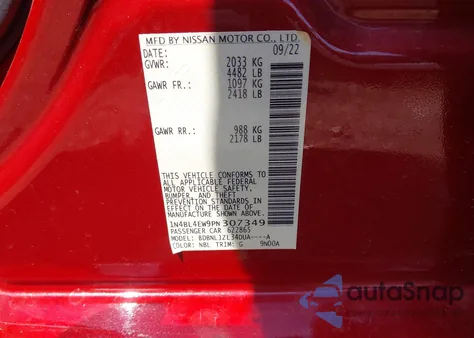 MFD BY NISSAN MOTOR CO., LTD.
DATE: 09/22
GVWR: 2033 KG
4482 LB
GAWR FR.: 1097 KG
2418 LB
GAWR RR.: 988 KG
2178 LB
THIS VEHICLE CONFORMS TO
ALL APPLICABLE FEDERAL
MOTOR VEHICLE SAFETY,
BUMPER, AND THEFT
PREVENTION STANDARDS IN
EFFECT ON THE DATE OF
MANUFACTURE SHOWN ABOVE.
1N4BL4EW9PN307349
PASSENGER CAR 622865
MODEL: BDBNLJZL34DUA----A
COLOR: NBL TRIM: G 9N00A
autoSnap